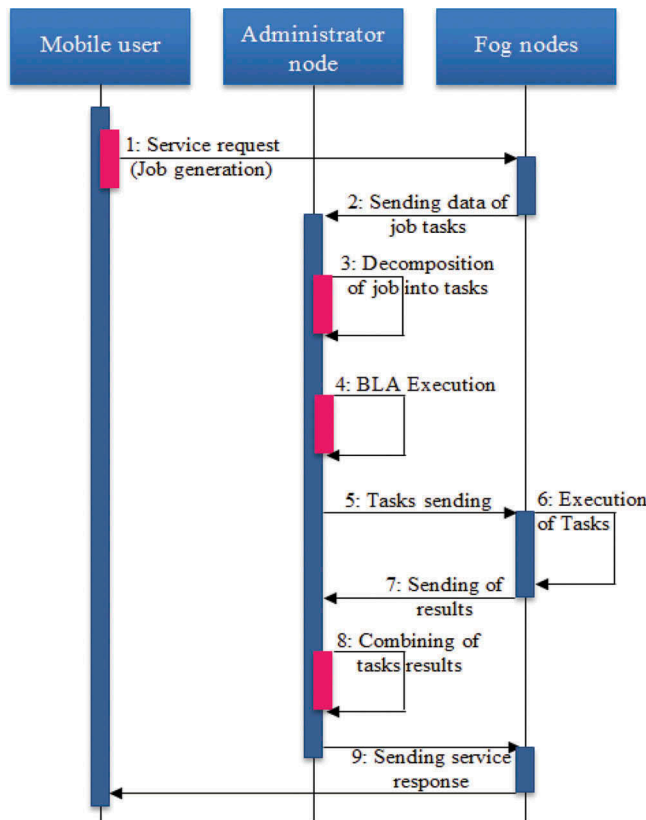 Mobile user
Administrator
node
Fog nodes
1: Service request
(Job generation)
2: Sending data of
job tasks
3: Decomposition
of job into tasks
4: BLA Execution
5: Tasks sending
6: Execution
of Tasks
7: Sending of
results
8: Combining of
tasks results
9: Sending service
response